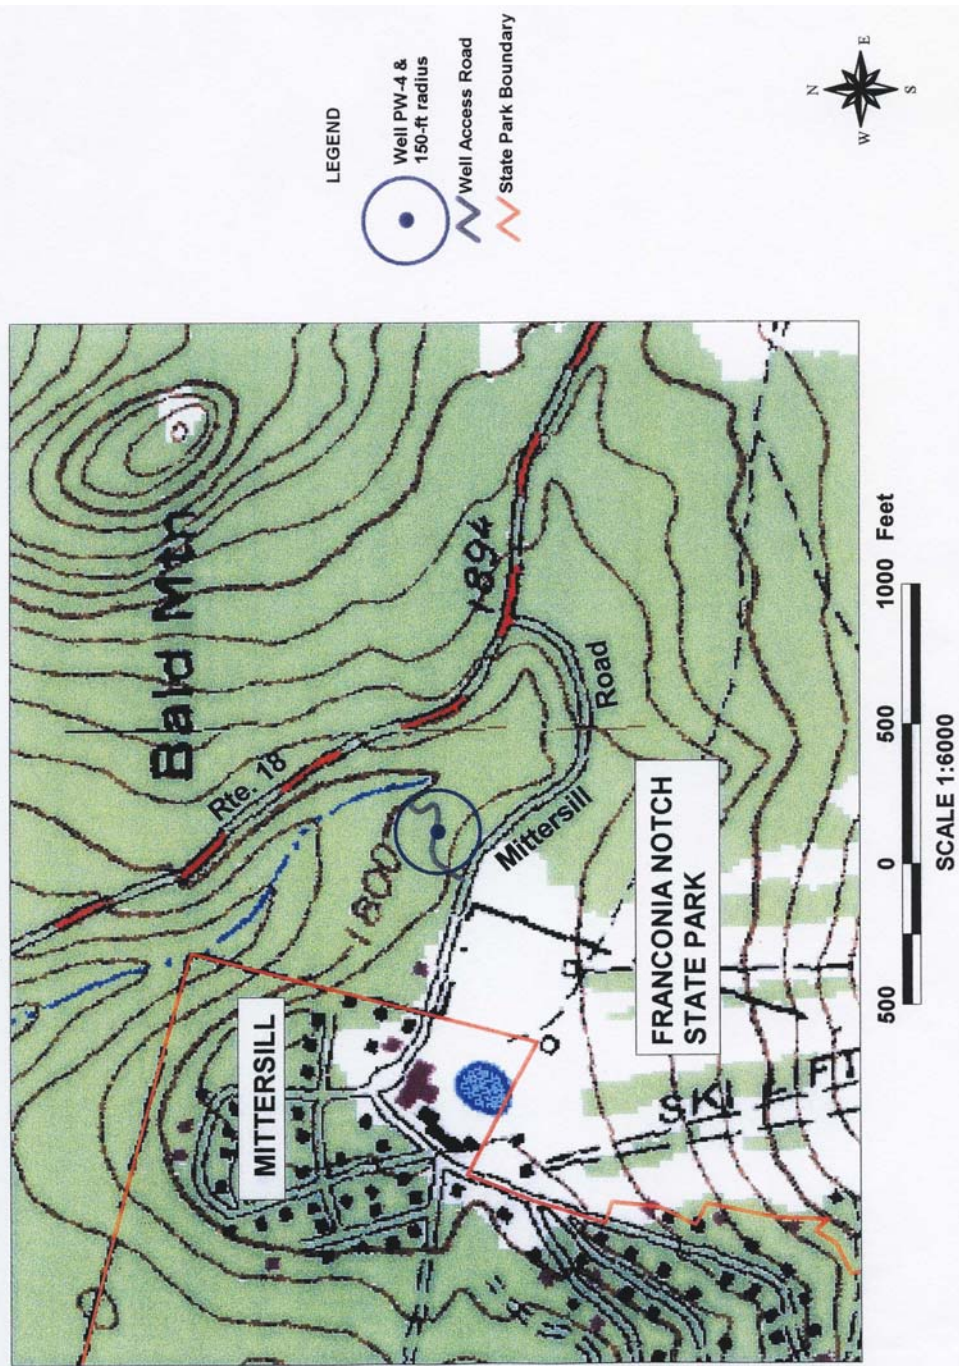 LEGEND
Well PW-4 &
150-ft radius
Well Access Road
State Park Boundary
N
E
S
W
Bald Mtn
Rte. 18
1894
1800
Mittersill
Road
MITTERSILL
FRANCONIA NOTCH
STATE PARK
500
0
500
1000
Feet
SCALE 1:6000